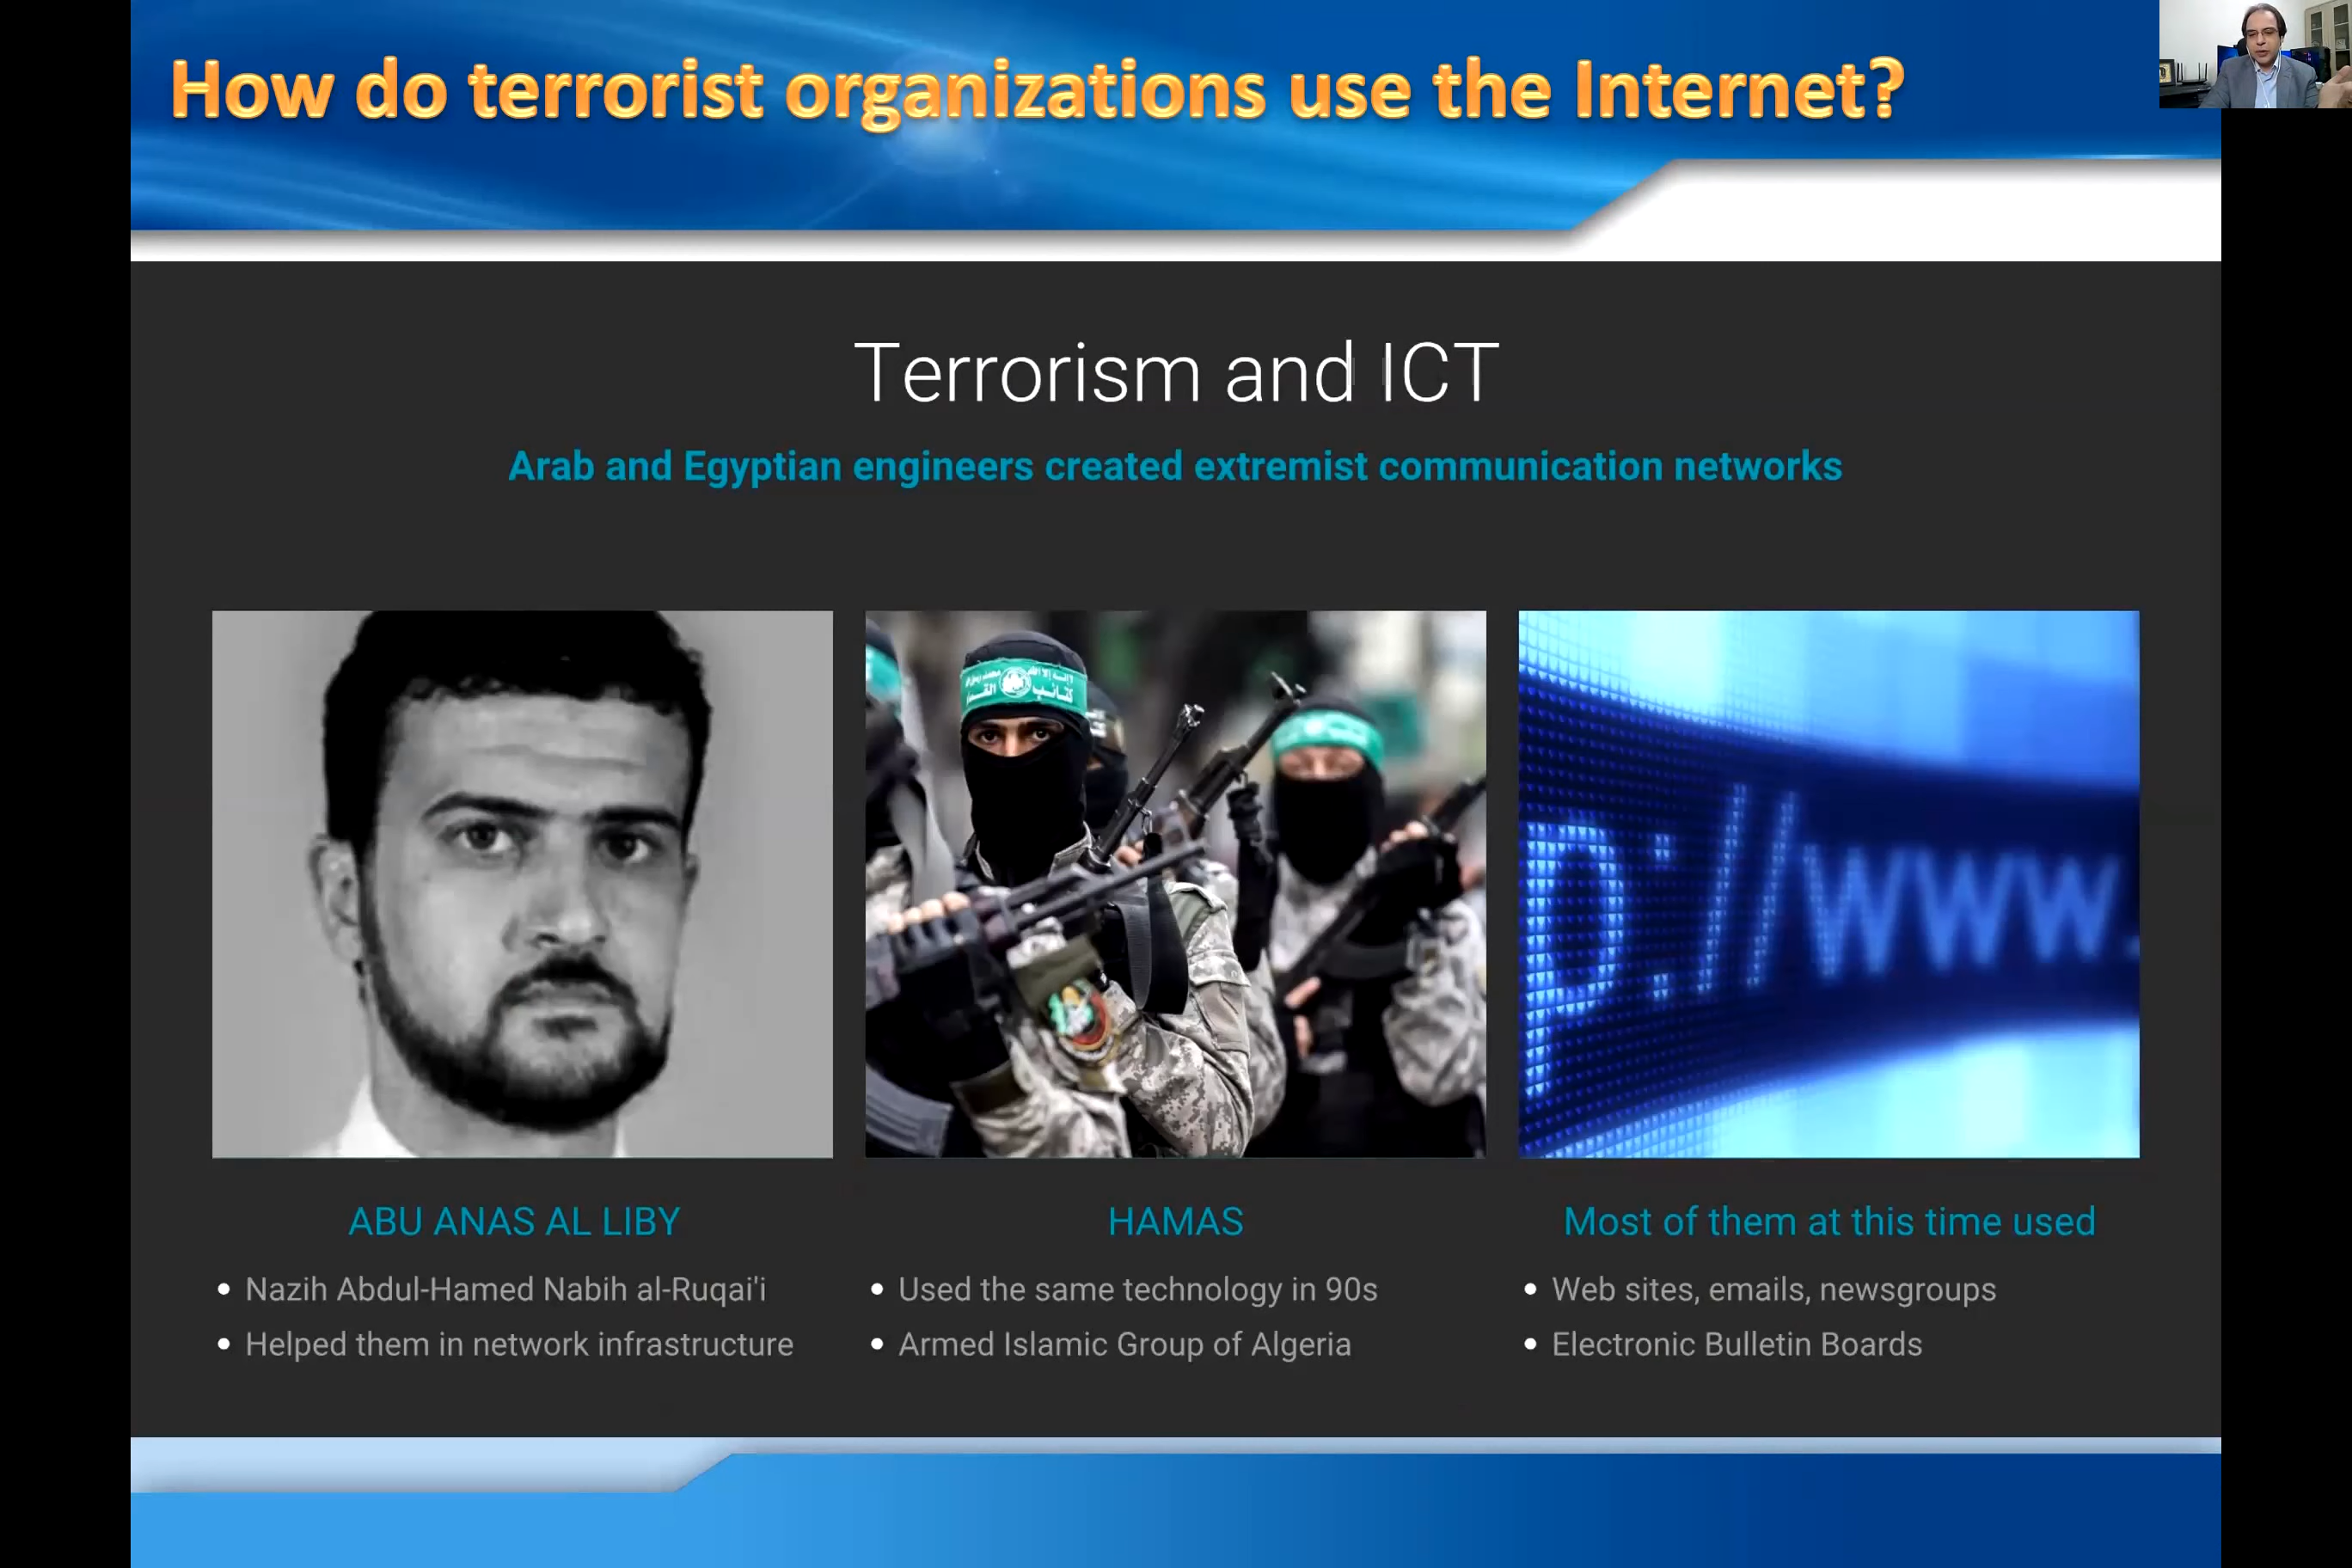 How do terrorist organizations use the Internet?
Terrorism and ICT
Arab and Egyptian engineers created extremist communication networks
p://www.
ABU ANAS AL LIBY
• Nazih Abdul-Hamed Nabih al-Ruqai'i
• Helped them in network infrastructure
HAMAS
• Used the same technology in 90s
• Armed Islamic Group of Algeria
Most of them at this time used
• Web sites, emails, newsgroups
• Electronic Bulletin Boards